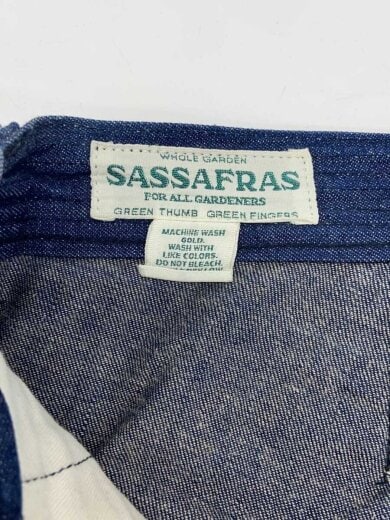 WHOLE GARDEN
SASSAFRAS
FOR ALL GARDENERS
GREEN THUMB GREEN FINGERS
MACHINE WASH
COLD.
WASH WITH
LIKE COLORS.
DO NOT BLEACH.